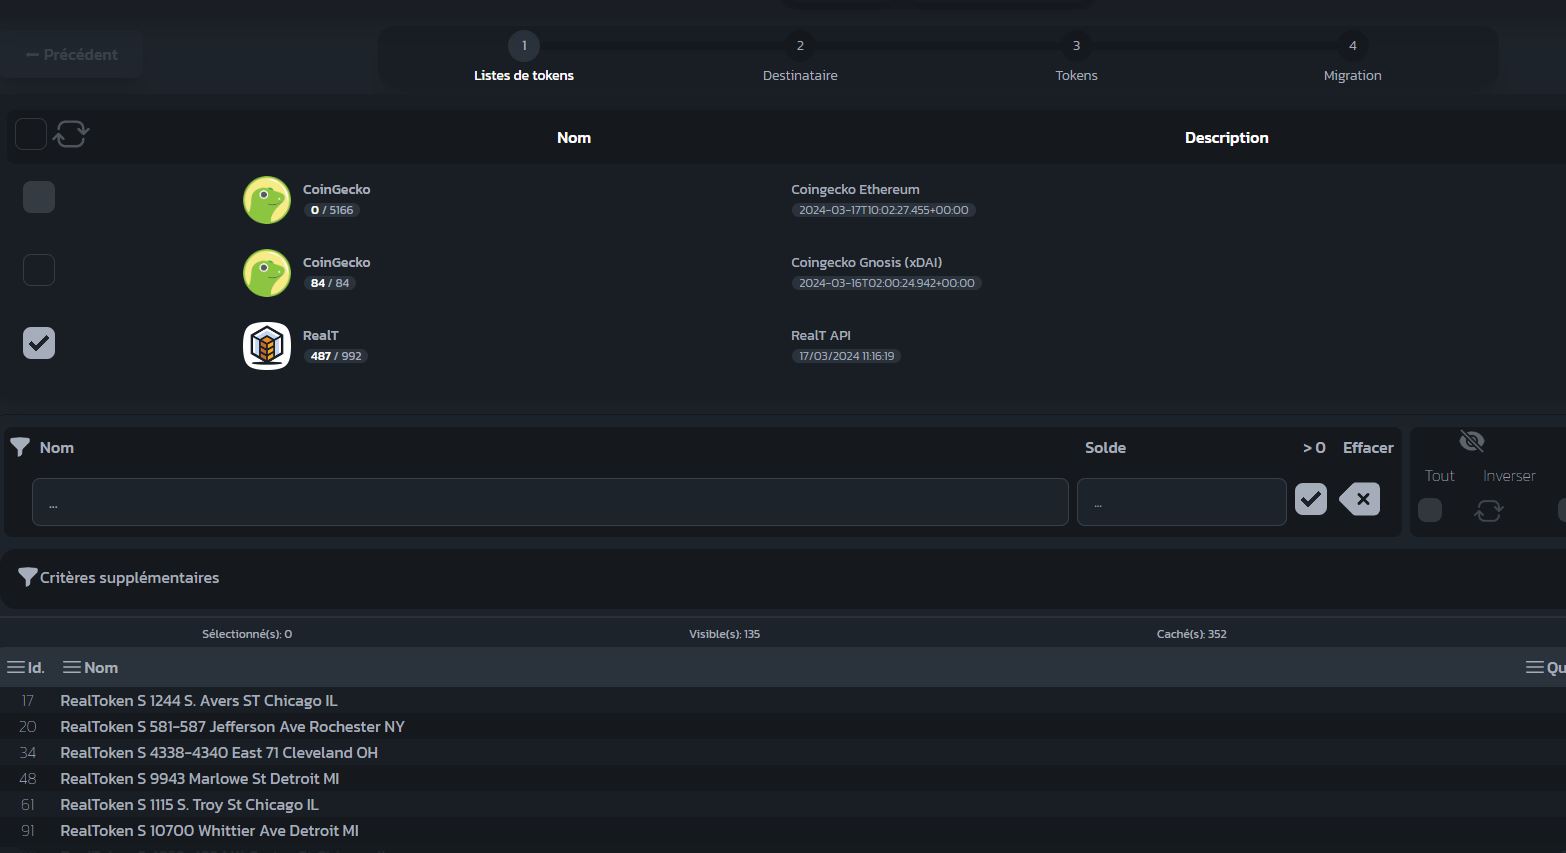 Précédent
1
2
3
4
Listes de tokens
Destinataire
Tokens
Migration
Nom
Description
CoinGecko
0 / 5166
Coingecko Ethereum
2024-03-17T10:02:27.455+00:00
CoinGecko
84 / 84
Coingecko Gnosis (xDAI)
2024-03-16T02:00:24.942+00:00
RealT
487 / 992
RealT API
17/03/2024 11:16:19
Nom
Solde
> 0
Effacer
...
...
Tout
Inverser
Critères supplémentaires
Sélectionné(s): 0
Visible(s): 135
Caché(s): 352
Id.
Nom
Qu
17 RealToken S 1244 S. Avers ST Chicago IL
20 RealToken S 581-587 Jefferson Ave Rochester NY
34 RealToken S 4338-4340 East 71 Cleveland OH
48 RealToken S 9943 Marlowe St Detroit MI
61 RealToken S 1115 S. Troy St Chicago IL
91 RealToken S 10700 Whittier Ave Detroit MI